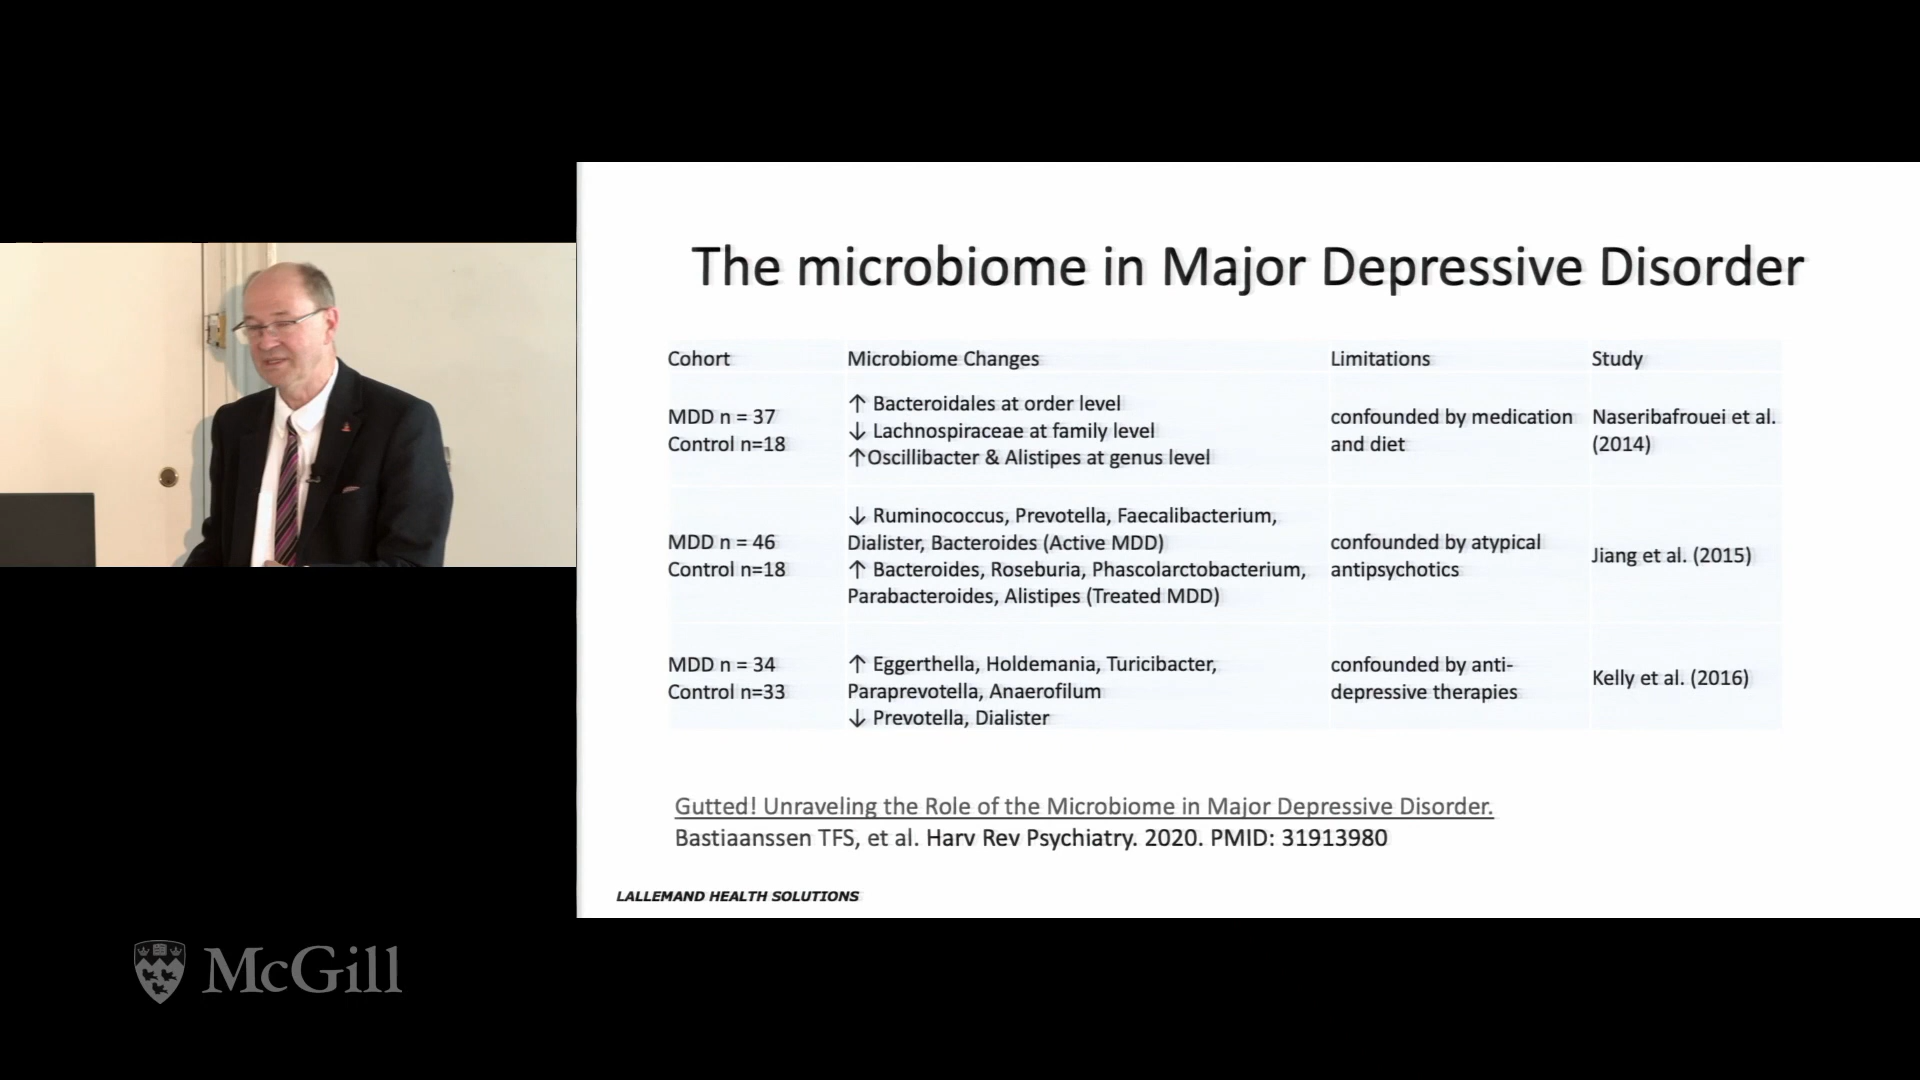 The microbiome in Major Depressive Disorder
Cohort
Microbiome Changes
Limitations
Study
MDD n = 37
Control n=18
↑ Bacteroidales at order level
↓ Lachnospiraceae at family level
↑Oscillibacter & Alistipes at genus level
confounded by medication
and diet
Naseribafrouei et al.
(2014)
MDD n = 46
Control n=18
↓ Ruminococcus, Prevotella, Faecalibacterium,
Dialister, Bacteroides (Active MDD)
↑ Bacteroides, Roseburia, Phascolarctobacterium,
Parabacteroides, Alistipes (Treated MDD)
confounded by atypical
antipsychotics
Jiang et al. (2015)
MDD n = 34
Control n=33
↑ Eggerthella, Holdemania, Turicibacter,
Paraprevotella, Anaerofilum
↓ Prevotella, Dialister
confounded by anti-
depressive therapies
Kelly et al. (2016)
Gutted! Unraveling the Role of the Microbiome in Major Depressive Disorder.
Bastiaanssen TFS, et al. Harv Rev Psychiatry. 2020. PMID: 31913980
LALLEMAND HEALTH SOLUTIONS
McGill